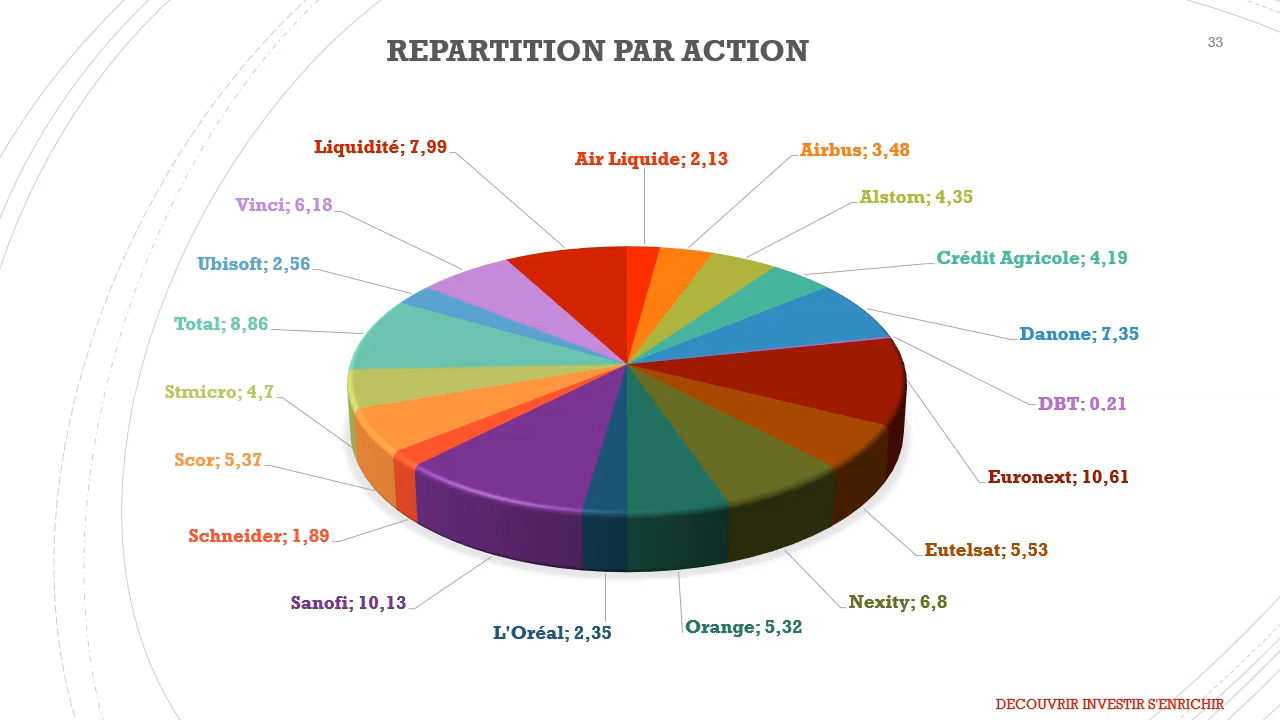 REPARTITION PAR ACTION
33
Liquidité; 7,99
Air Liquide; 2,13
Airbus; 3,48
Vinci; 6,18
Alstom; 4,35
Ubisoft; 2,56
Crédit Agricole; 4,19
Total; 8,86
Danone; 7,35
Stmicro; 4,7
DBT; 0,21
Scor; 5,37
Euronext; 10,61
Schneider; 1,89
Eutelsat; 5,53
Sanofi; 10,13
Nexity; 6,8
L'Oréal; 2,35
Orange; 5,32
DECOUVRIR INVESTIR S'ENRICHIR